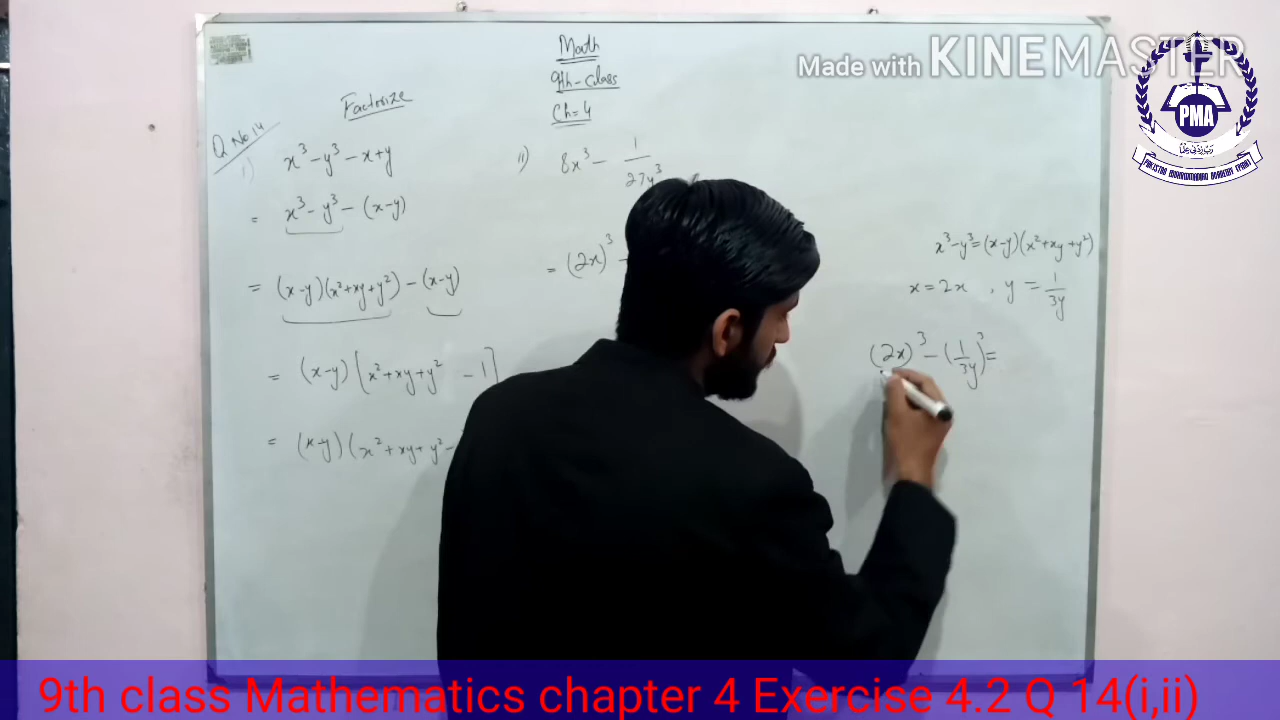 Made with KINEMASTER
PMA
PAKISTAN
Math
9th-class
Ch=4
Factorize
Q No 14
i) x³ - y³ - x + y
= x³ - y³ - (x-y)
= (x-y)(x²+xy+y²) - (x-y)
= (x-y)[x²+xy+y² - 1]
= (x-y)(x²+xy+y² -
ii) 8x³ - 1/27y³
= (2x)³ -
x³-y³=(x-y)(x²+xy+y²)
x = 2x , y = 1/3y
(2x)³ - (1/3y)³ =
9th class Mathematics chapter 4 Exercise 4.2 Q 14(i,ii)